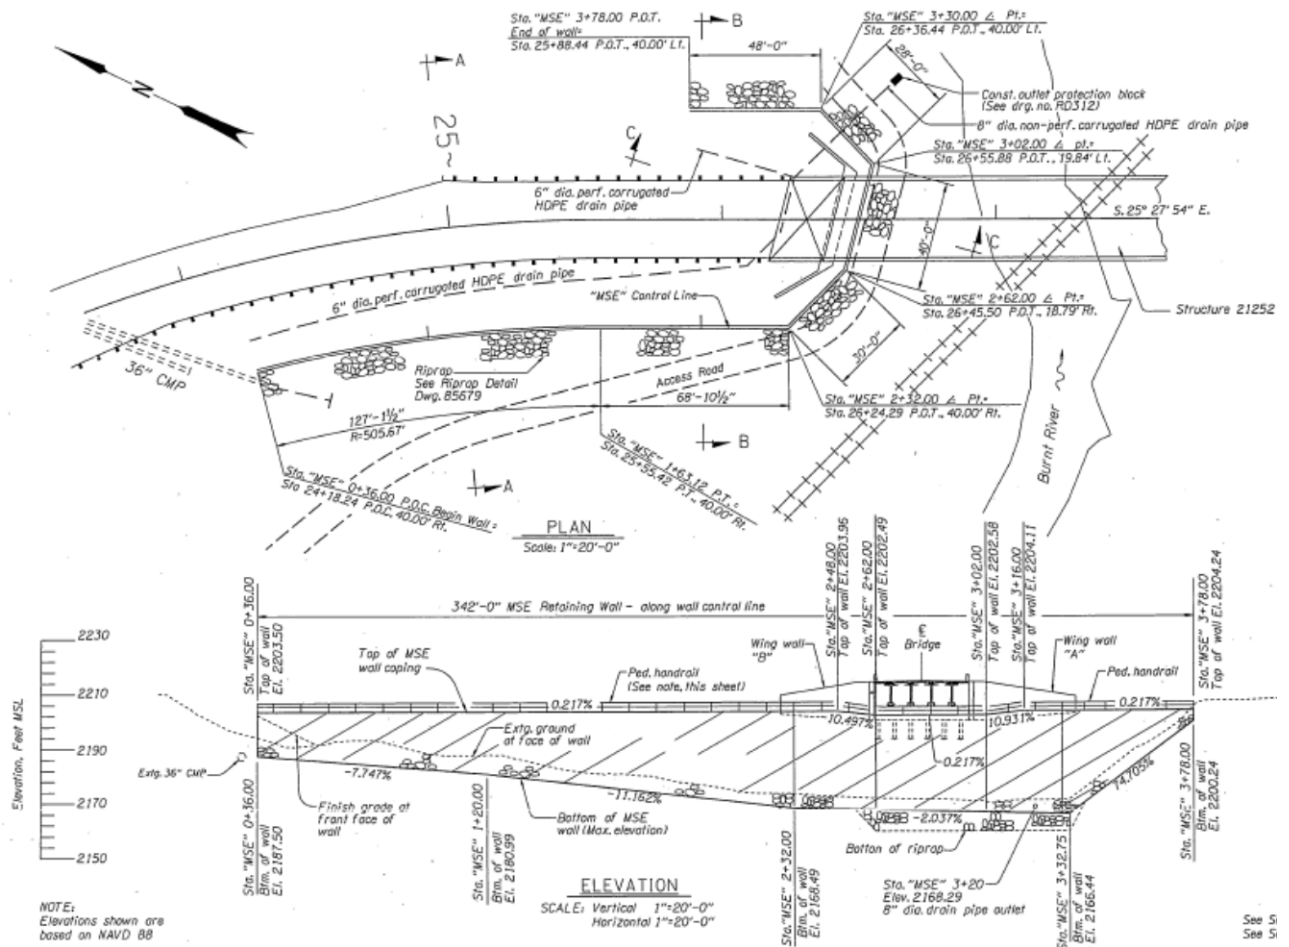 Sta. "MSE" 3+78.00 P.O.T.
End of wall=
Sta. 25+88.44 P.O.T., 40.00' Lt.
B
48'-0"
Sta. "MSE" 3+30.00 △ Pt.=
Sta. 26+36.44 P.O.T., 40.00' Lt.
28'-0"
Const. outlet protection block
(See drg. no. RD312)
8" dia. non-perf. corrugated HDPE drain pipe
Sta. "MSE" 3+02.00 △ pt.=
Sta. 26+55.88 P.O.T., 19.84' Lt.
N
A
25
C
6" dia. perf. corrugated
HDPE drain pipe
S. 25° 27' 54" E.
40'-0"
C
6" dia. perf. corrugated HDPE drain pipe
"MSE" Control Line
Sta. "MSE" 2+62.00 △ Pt.=
Sta. 26+45.50 P.O.T., 18.79' Rt.
Structure 21252
36" CMP
Riprap
See Riprap Detail
Dwg. 85679
Access Road
30'-0"
127'-1½"
R=505.67'
68'-10½"
Sta. "MSE" 2+32.00 △ Pt.=
Sta. 26+24.29 P.O.T., 40.00' Rt.
B
Burnt River
Sta. "MSE" 1+63.12 P.T.=
Sta. 25+55.42 P.T., 40.00' Rt.
Sta. "MSE" 0+36.00 P.O.C. Begin Wall=
Sta 24+18.24 P.O.C. 40.00' Rt.
A
PLAN
Scale: 1"=20'-0"
342'-0" MSE Retaining Wall - along wall control line
Sta. "MSE" 0+36.00
Top of wall
El. 2203.50
Sta. "MSE" 2+48.00
Top of wall El. 2203.96
Sta. "MSE" 2+62.00
Top of wall El. 2202.49
Sta. "MSE" 3+02.00
Top of wall El. 2202.58
Sta. "MSE" 3+16.00
Top of wall El. 2204.11
Sta. "MSE" 3+78.00
Top of wall El. 2204.24
Elevation, Feet MSL
2230
2210
2190
2170
2150
Top of MSE
wall coping
Ped. handrail
(See note, this sheet)
Wing wall
"B"
Bridge
Wing wall
"A"
Ped. handrail
0.217%
10.497%
10.931%
0.217%
Extg. ground
at face of wall
0.217%
Extg. 36" CMP
-7.747%
-11.162%
-2.037%
14.705%
Finish grade at
front face of
wall
Bottom of MSE
wall (Max. elevation)
Bottom of riprap
Sta. "MSE" 0+36.00
Btm. of wall
El. 2187.50
Sta. "MSE" 1+20.00
Btm. of wall
El. 2180.99
Sta. "MSE" 2+32.00
Btm. of wall
El. 2168.49
Sta. "MSE" 3+20
Elev. 2168.29
8" dia. drain pipe outlet
Sta. "MSE" 3+32.75
Btm. of wall
El. 2166.44
Sta. "MSE" 3+78.00
Btm. of wall
El. 2200.24
ELEVATION
SCALE: Vertical 1"=20'-0"
Horizontal 1"=20'-0"
NOTE:
Elevations shown are
based on NAVD 88
See
See